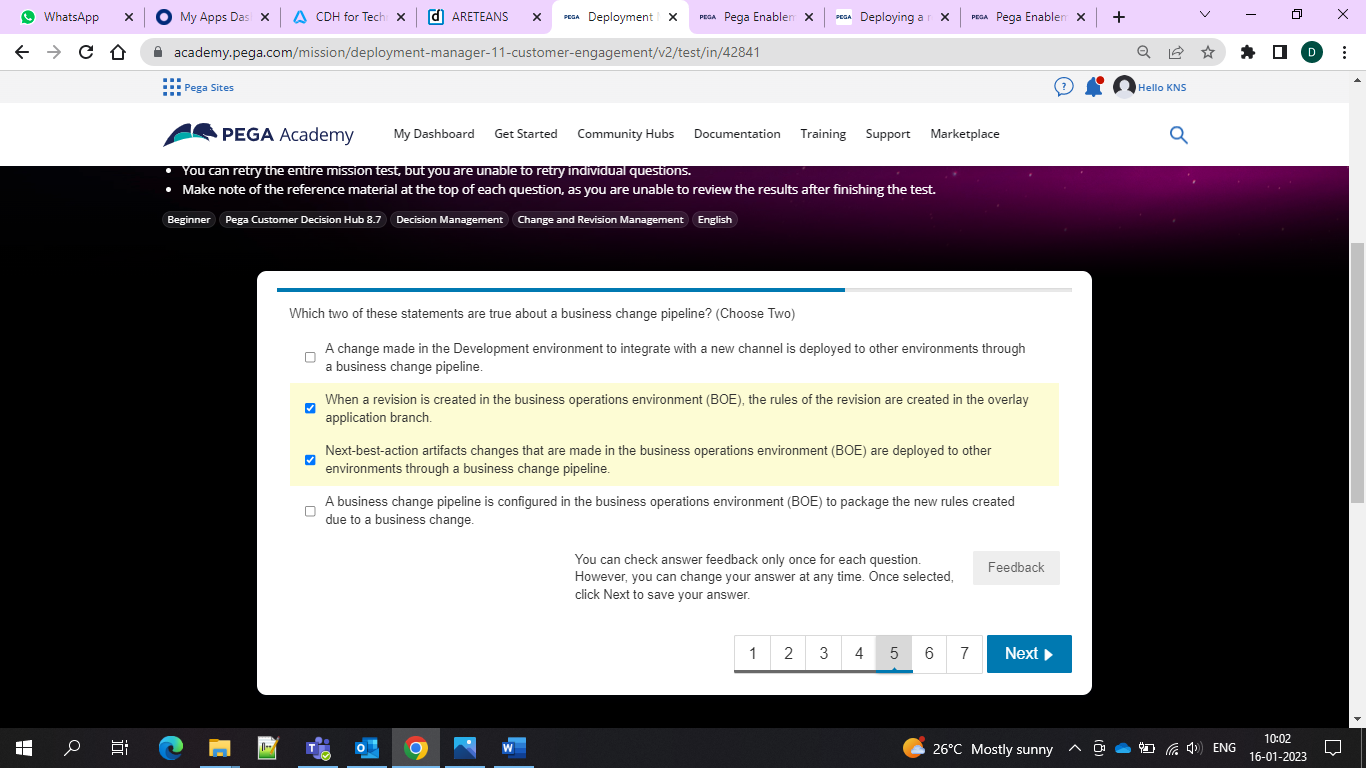 WhatsApp
My Apps Das
CDH for Tech
ARETEANS
Deployment
Pega Enablem
Deploying a r
Pega Enablem
academy.pega.com/mission/deployment-manager-11-customer-engagement/v2/test/in/42841
D
Pega Sites
Hello KNS
PEGA Academy
My Dashboard Get Started Community Hubs Documentation Training Support Marketplace
• You can retry the entire mission test, but you are unable to retry individual questions.
• Make note of the reference material at the top of each question, as you are unable to review the results after finishing the test.
Beginner Pega Customer Decision Hub 8.7 Decision Management Change and Revision Management English
Which two of these statements are true about a business change pipeline? (Choose Two)
A change made in the Development environment to integrate with a new channel is deployed to other environments through
a business change pipeline.
When a revision is created in the business operations environment (BOE), the rules of the revision are created in the overlay
application branch.
Next-best-action artifacts changes that are made in the business operations environment (BOE) are deployed to other
environments through a business change pipeline.
A business change pipeline is configured in the business operations environment (BOE) to package the new rules created
due to a business change.
You can check answer feedback only once for each question.
However, you can change your answer at any time. Once selected,
click Next to save your answer.
Feedback
1 2 3 4 5 6 7 Next
26°C Mostly sunny
ENG
10:02
16-01-2023